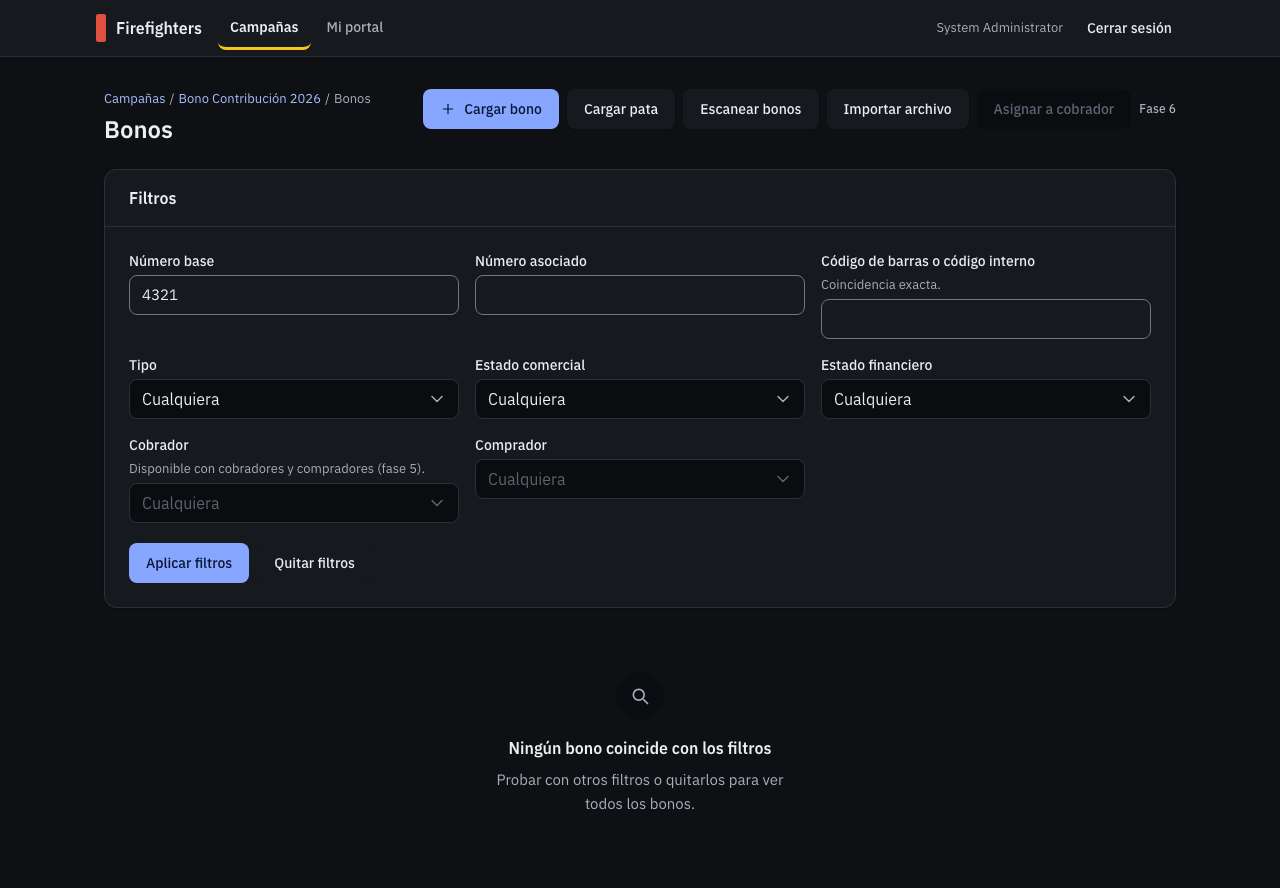 Firefighters
Campañas
Mi portal
System Administrator
Cerrar sesión
Campañas / Bono Contribución 2026 / Bonos
Bonos
Cargar bono
Cargar pata
Escanear bonos
Importar archivo
Asignar a cobrador
Fase 6
Filtros
Número base
4321
Número asociado
Código de barras o código interno
Coincidencia exacta.
Tipo
Cualquiera
Estado comercial
Cualquiera
Estado financiero
Cualquiera
Cobrador
Disponible con cobradores y compradores (fase 5).
Cualquiera
Comprador
Cualquiera
Aplicar filtros
Quitar filtros
Ningún bono coincide con los filtros
Probar con otros filtros o quitarlos para ver
todos los bonos.